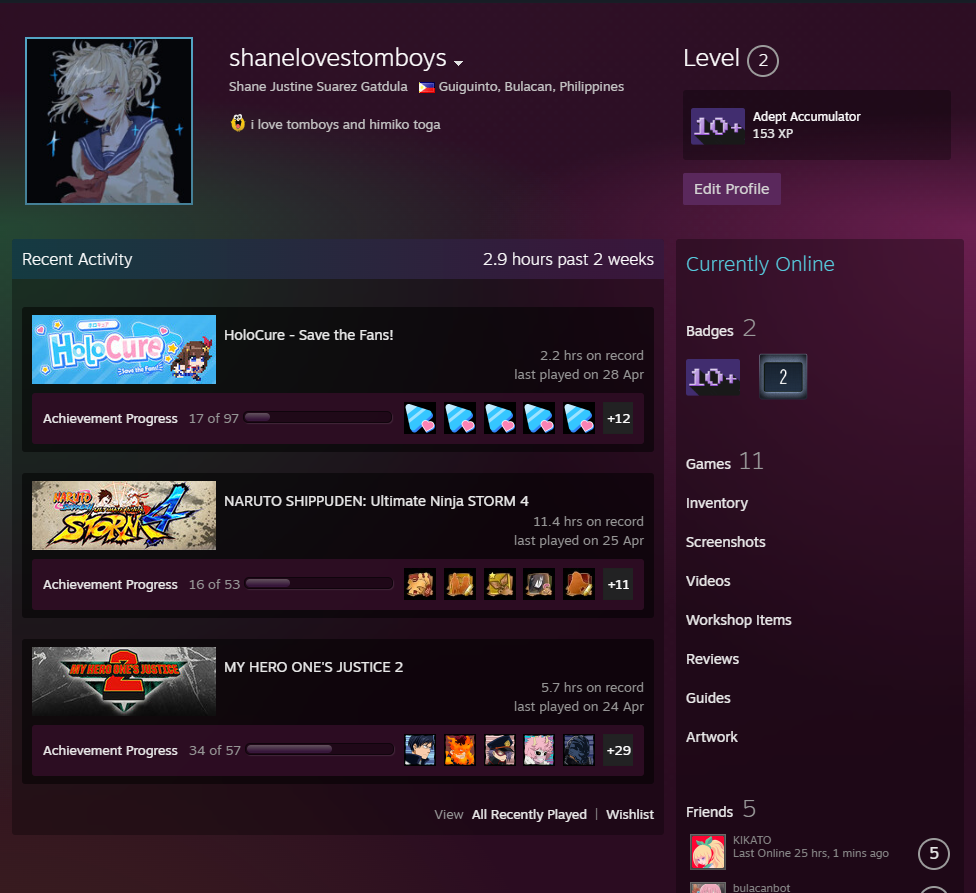 shanelovestomboys
Shane Justine Suarez Gatdula Guiguinto, Bulacan, Philippines
i love tomboys and himiko toga
Level 2
10+
Adept Accumulator
153 XP
Edit Profile
Recent Activity 2.9 hours past 2 weeks
HoloCure
Save the Fans!
HoloCure - Save the Fans!
2.2 hrs on record
last played on 28 Apr
Achievement Progress 17 of 97 +12
NARUTO
SHIPPUDEN
ULTIMATE NINJA
STORM 4
NARUTO SHIPPUDEN: Ultimate Ninja STORM 4
11.4 hrs on record
last played on 25 Apr
Achievement Progress 16 of 53 +11
MY HERO ONE'S JUSTICE
2
MY HERO ONE'S JUSTICE 2
5.7 hrs on record
last played on 24 Apr
Achievement Progress 34 of 57 +29
View All Recently Played | Wishlist
Currently Online
Badges 2
10+ 2
Games 11
Inventory
Screenshots
Videos
Workshop Items
Reviews
Guides
Artwork
Friends 5
KIKATO
Last Online 25 hrs, 1 mins ago
5
bulacanbot